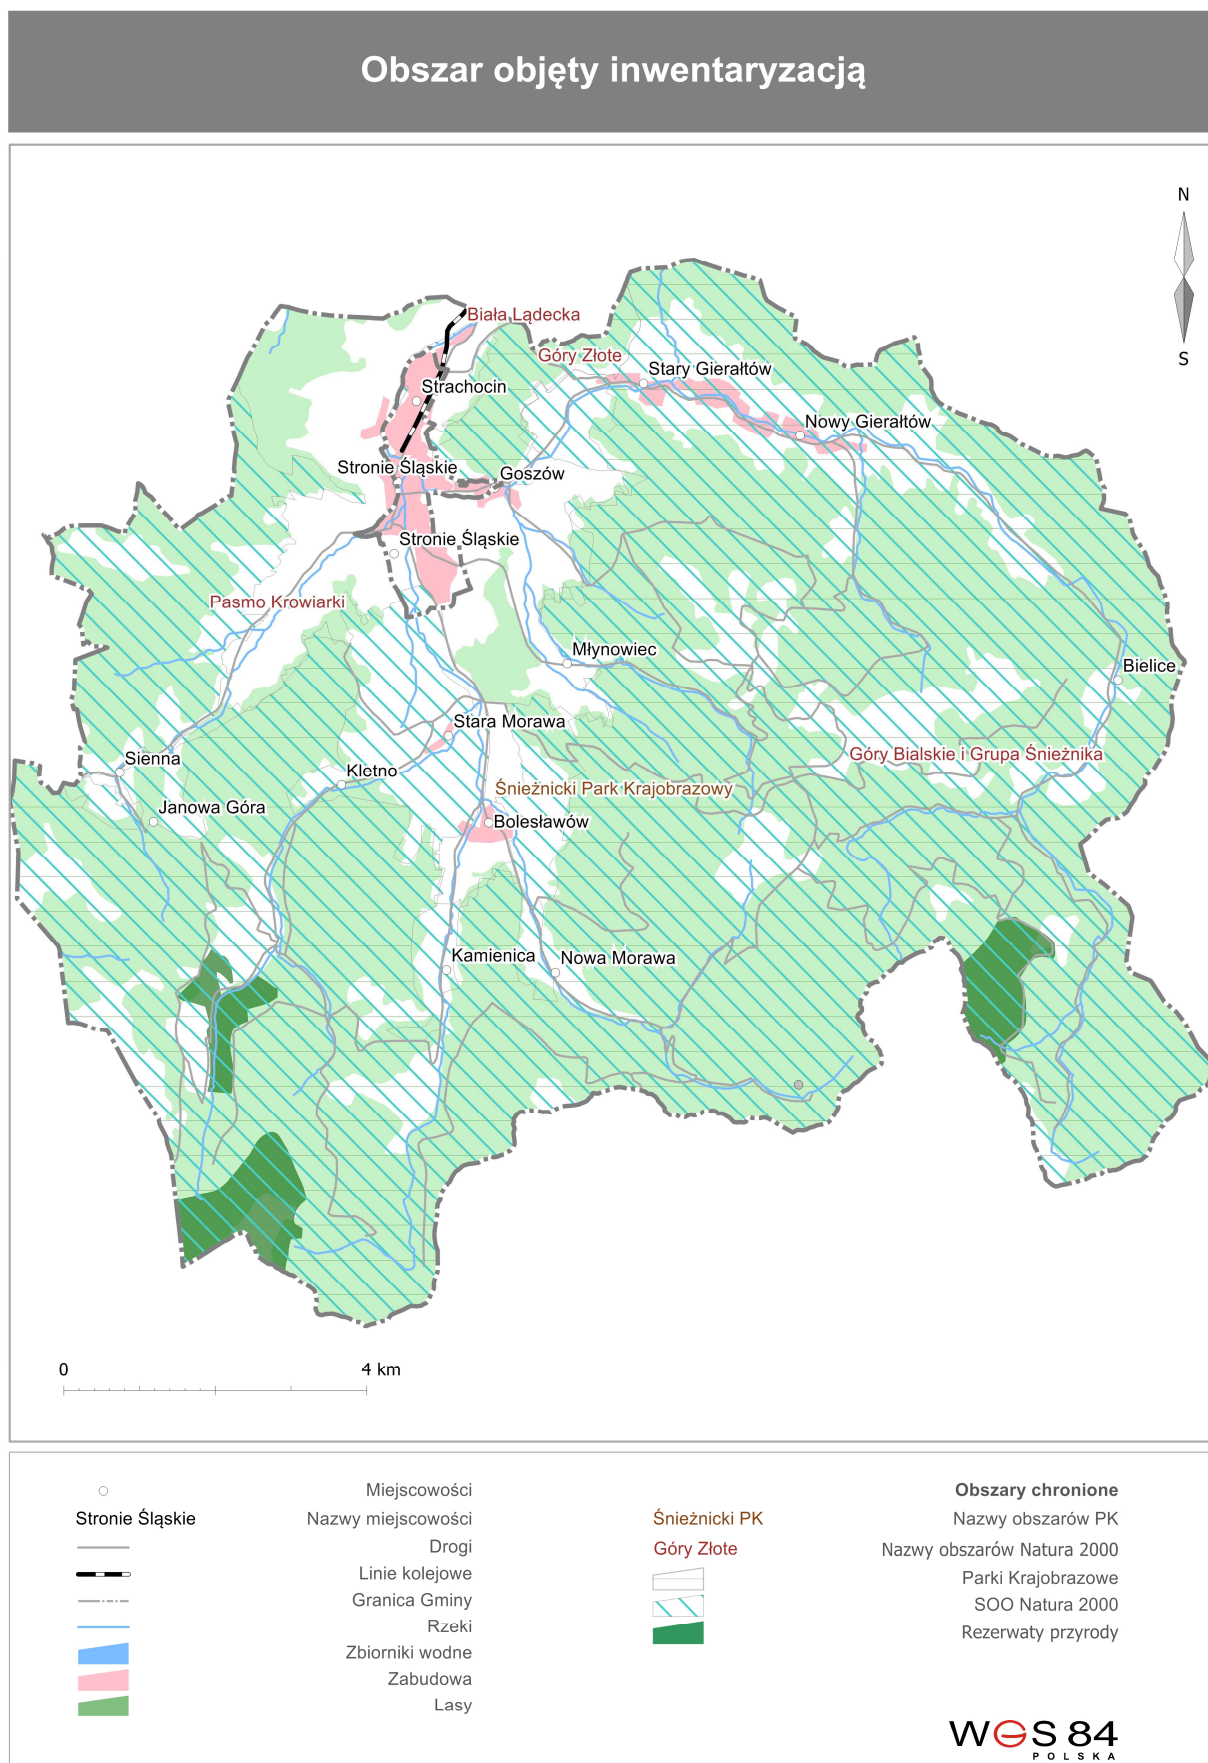 Obszar objęty inwentaryzacją
N
S
Biała Lądecka
Góry Złote
Stary Gierałtów
Strachocin
Nowy Gierałtów
Stronie Śląskie
Goszów
Stronie Śląskie
Pasmo Krowiarki
Młynowiec
Bielice
Stara Morawa
Sienna
Kletno
Góry Bialskie i Grupa Śnieżnika
Śnieżnicki Park Krajobrazowy
Janowa Góra
Bolesławów
Kamienica
Nowa Morawa
0 4 km
Miejscowości
Stronie Śląskie Nazwy miejscowości
Drogi
Linie kolejowe
Granica Gminy
Rzeki
Zbiorniki wodne
Zabudowa
Lasy
Obszary chronione
Śnieżnicki PK Nazwy obszarów PK
Góry Złote Nazwy obszarów Natura 2000
Parki Krajobrazowe
SOO Natura 2000
Rezerwaty przyrody
WGS 84
POLSKA